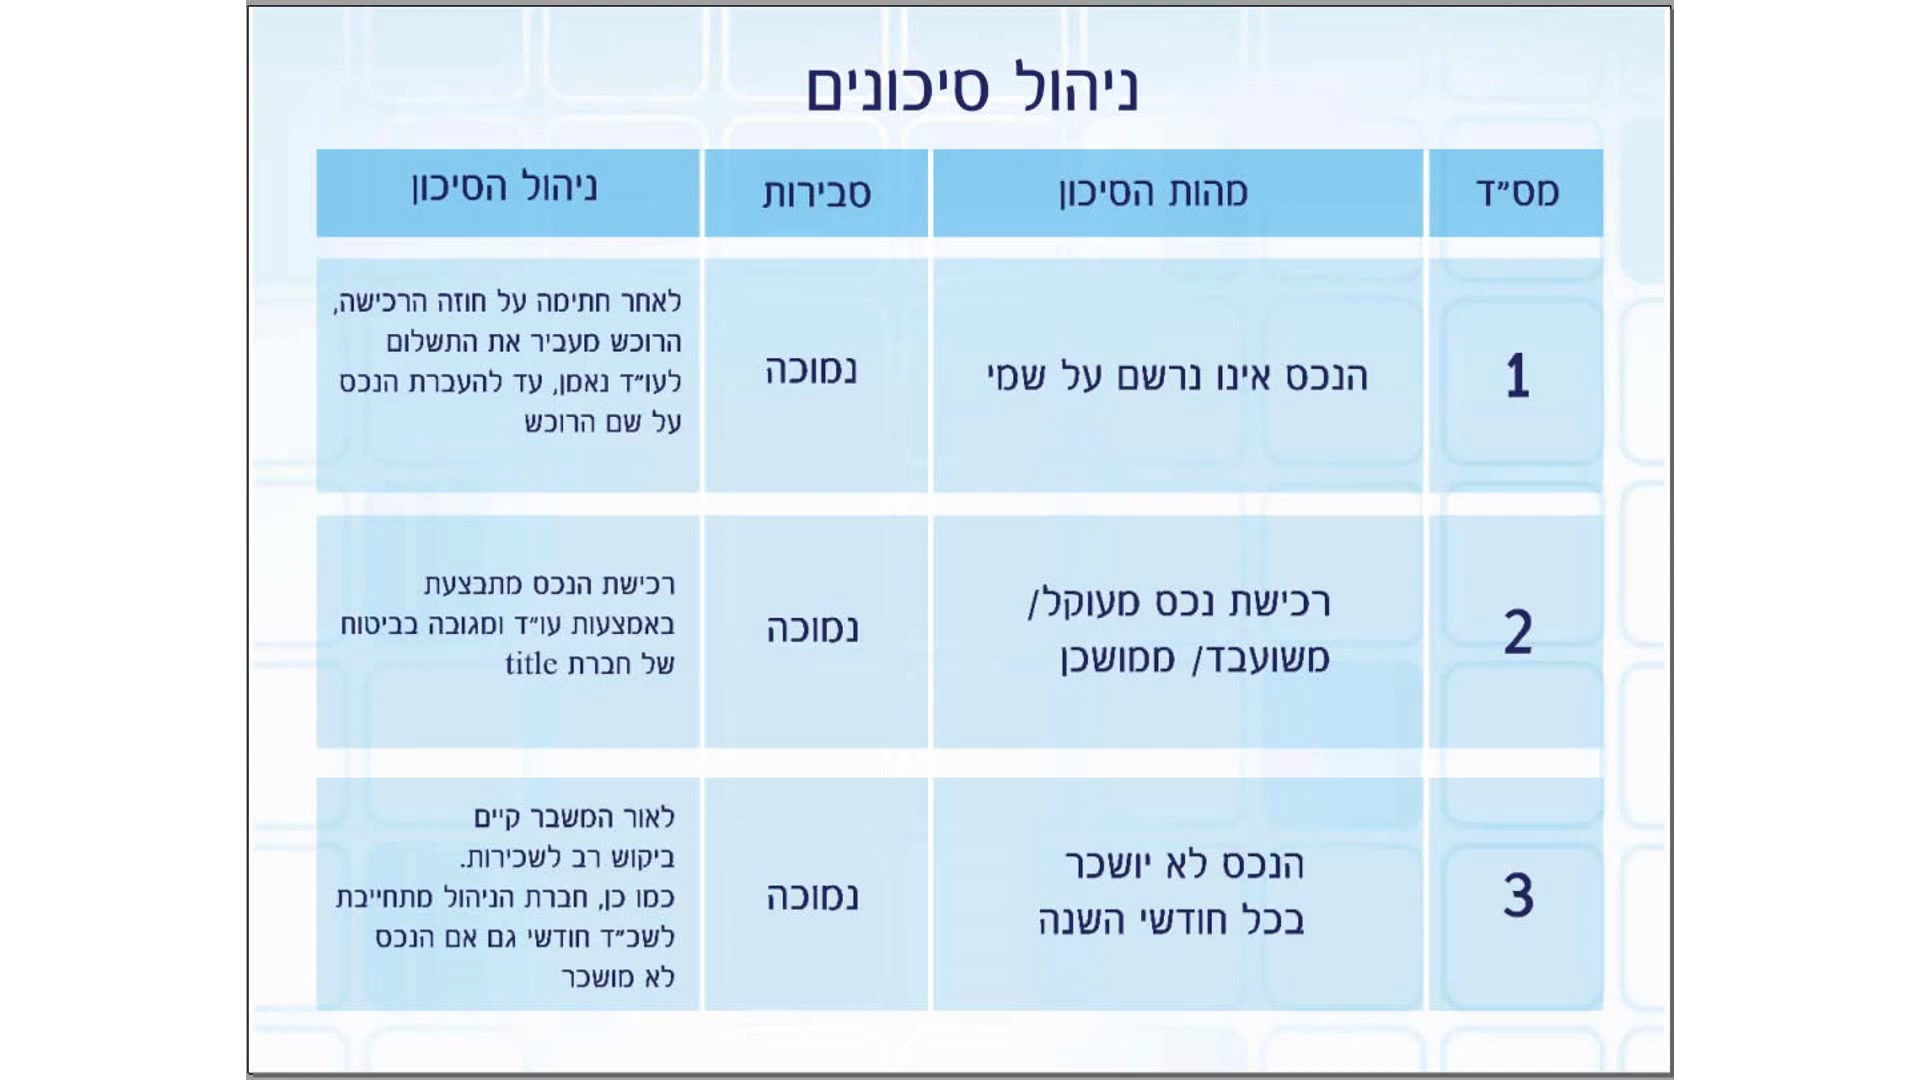 ניהול סיכונים
מס״ד
מהות הסיכון
סבירות
ניהול הסיכון
1
הנכס אינו נרשם על שמי
נמוכה
לאחר חתימה על חוזה הרכישה,
הרוכש מעביר את התשלום
לעו״ד נאמן, עד להעברת הנכס
על שם הרוכש
2
רכישת נכס מעוקל/
משועבד/ ממושכן
נמוכה
רכישת הנכס מתבצעת
באמצעות עו״ד ומגובה בביטוח
של חברת title
3
הנכס לא יושכר
בכל חודשי השנה
נמוכה
לאור המשבר קיים
ביקוש רב לשכירות.
כמו כן, חברת הניהול מתחייבת
לשכ״ד חודשי גם אם הנכס
לא מושכר